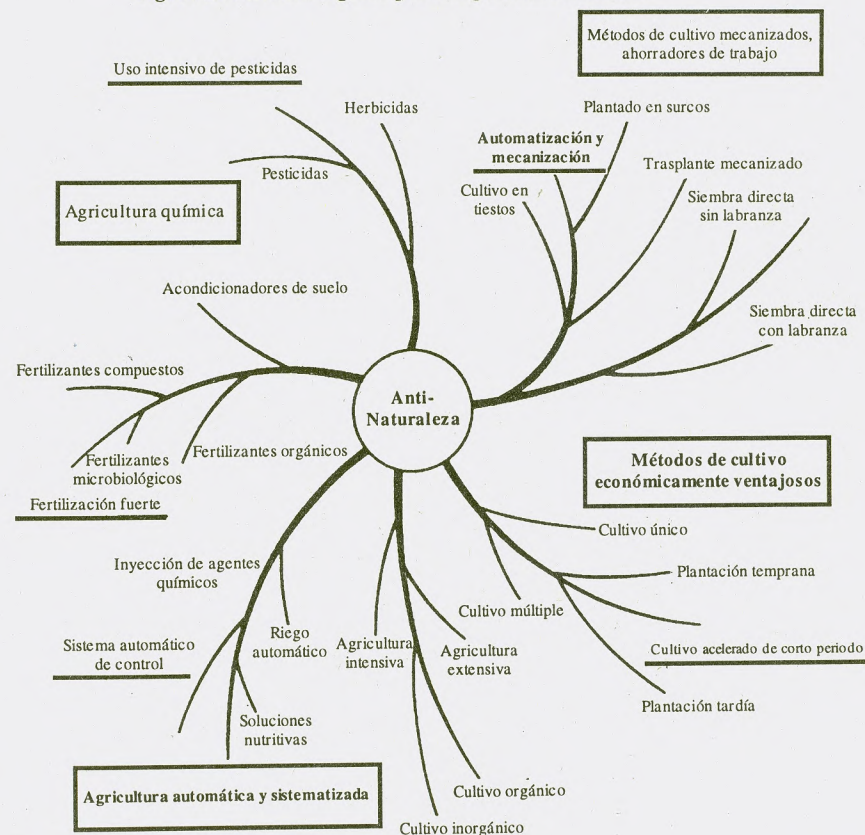 Métodos de cultivo mecanizados,
ahorradores de trabajo
Uso intensivo de pesticidas
Herbicidas
Plantado en surcos
Automatización y
mecanización
Pesticidas
Trasplante mecanizado
Cultivo en
tiestos
Siembra directa
sin labranza
Agricultura química
Acondicionadores de suelo
Siembra directa
con labranza
Fertilizantes compuestos
Anti-
Naturaleza
Fertilizantes orgánicos
Fertilizantes
microbiológicos
Métodos de cultivo
económicamente ventajosos
Fertilización fuerte
Cultivo único
Inyección de agentes
químicos
Plantación temprana
Cultivo múltiple
Riego
automático
Agricultura
intensiva
Agricultura
extensiva
Sistema automático
de control
Cultivo acelerado de corto periodo
Plantación tardía
Soluciones
nutritivas
Agricultura automática y sistematizada
Cultivo orgánico
Cultivo inorgánico